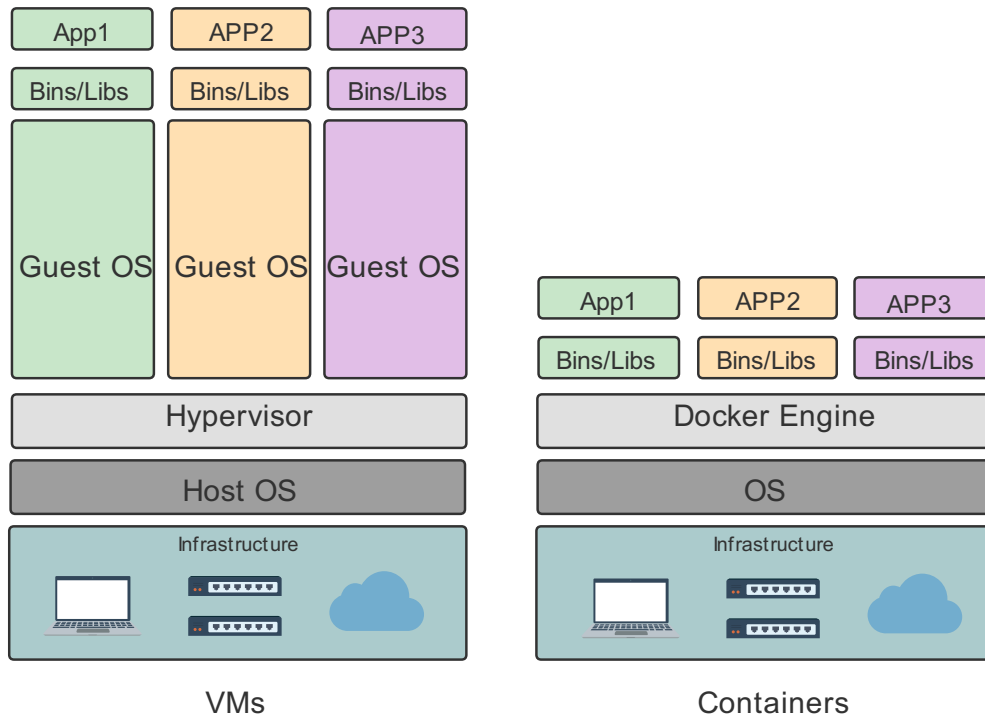 App1
APP2
APP3
Bins/Libs
Bins/Libs
Bins/Libs
Guest OS
Guest OS
Guest OS
Hypervisor
Host OS
Infrastructure
VMs
App1
APP2
APP3
Bins/Libs
Bins/Libs
Bins/Libs
Docker Engine
OS
Infrastructure
Containers